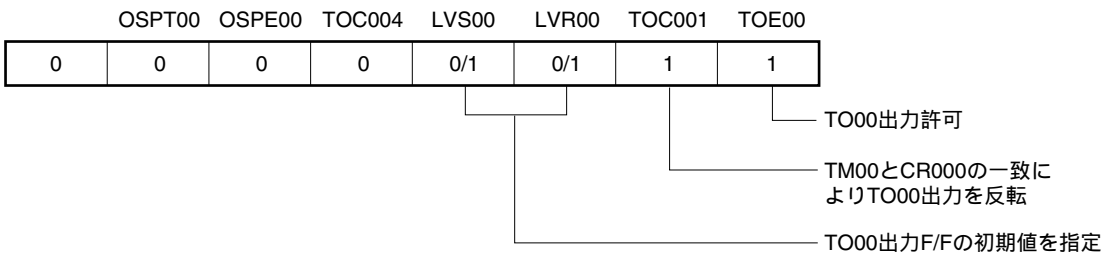 OSPT00 OSPE00 TOC004 LVS00 LVR00 TOC001 TOE00
0 0 0 0 0/1 0/1 1 1
TO00出力許可
TM00とCR000の一致に
よりTO00出力を反転
TO00出力F/Fの初期値を指定